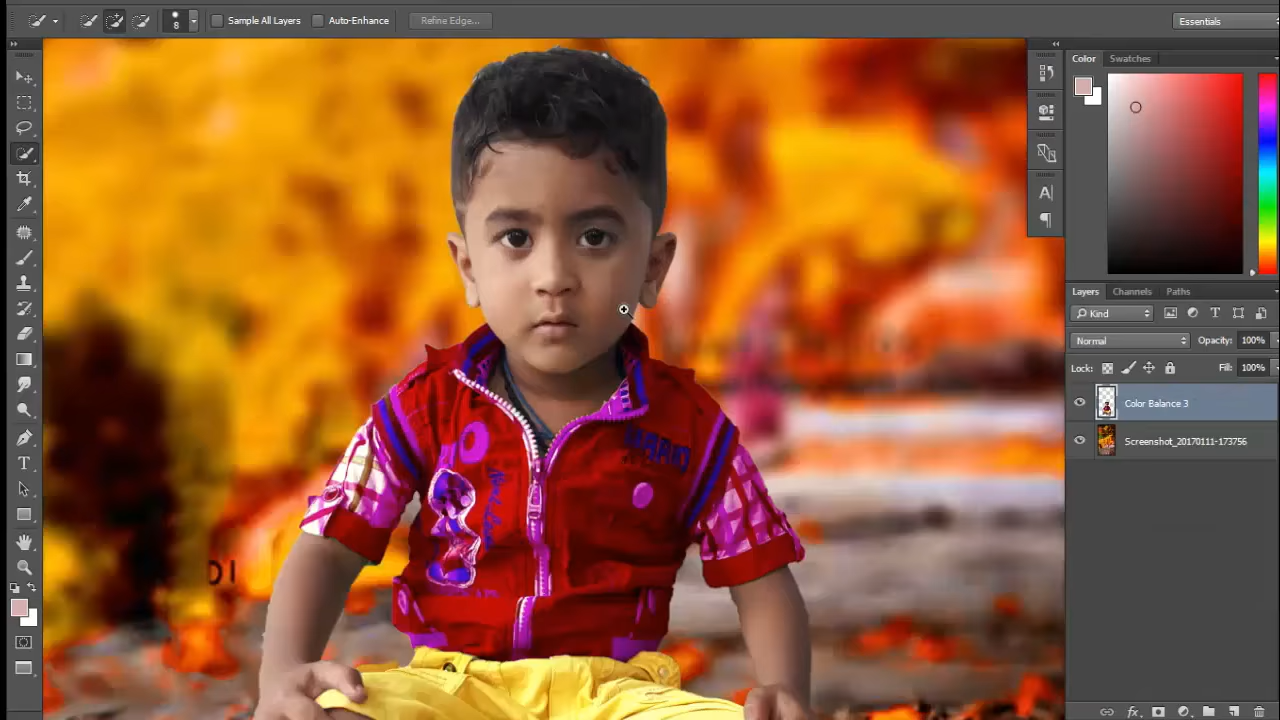 8
Sample All Layers
Auto-Enhance
Refine Edge...
Essentials
Color
Swatches
Layers
Channels
Paths
Kind
Normal
Opacity: 100%
Lock:
Fill: 100%
Color Balance 3
Screenshot_20170111-173756